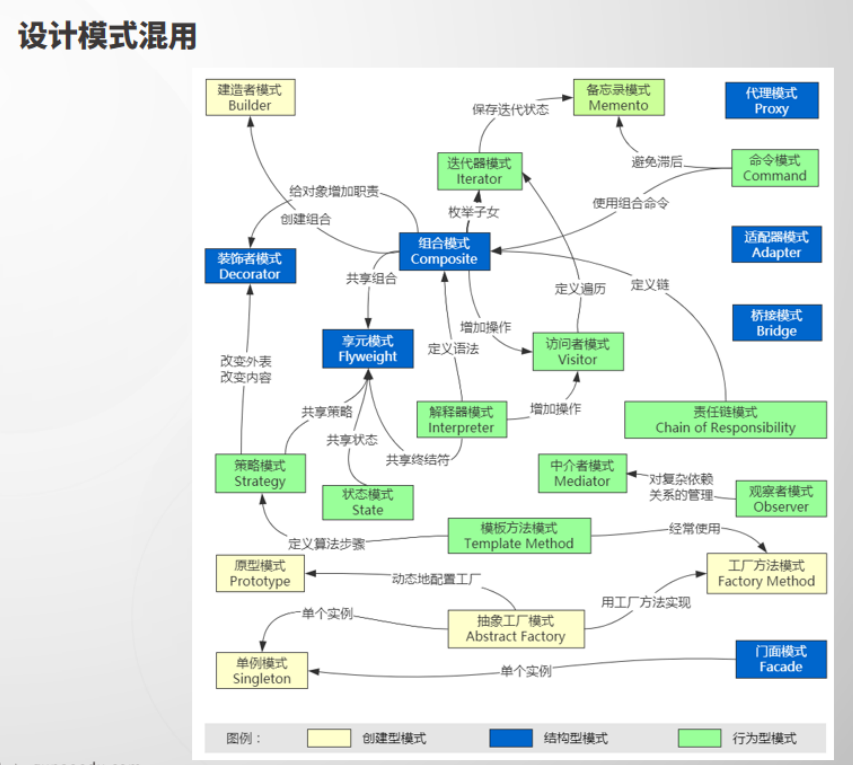 设计模式混用
建造者模式
Builder
备忘录模式
Memento
代理模式
Proxy
保存迭代状态
迭代器模式
Iterator
避免滞后
命令模式
Command
给对象增加职责
枚举子女
使用组合命令
创建组合
组合模式
Composite
适配器模式
Adapter
装饰者模式
Decorator
共享组合
定义遍历
定义链
桥接模式
Bridge
增加操作
享元模式
Flyweight
定义语法
访问者模式
Visitor
改变外表
改变内容
共享策略
解释器模式
Interpreter
增加操作
责任链模式
Chain of Responsibility
共享状态
共享终结符
策略模式
Strategy
中介者模式
Mediator
对复杂依赖
关系的管理
状态模式
State
观察者模式
Observer
定义算法步骤
模板方法模式
Template Method
经常使用
原型模式
Prototype
动态地配置工厂
工厂方法模式
Factory Method
用工厂方法实现
单个实例
抽象工厂模式
Abstract Factory
单例模式
Singleton
单个实例
门面模式
Facade
图例：
创建型模式
结构型模式
行为型模式